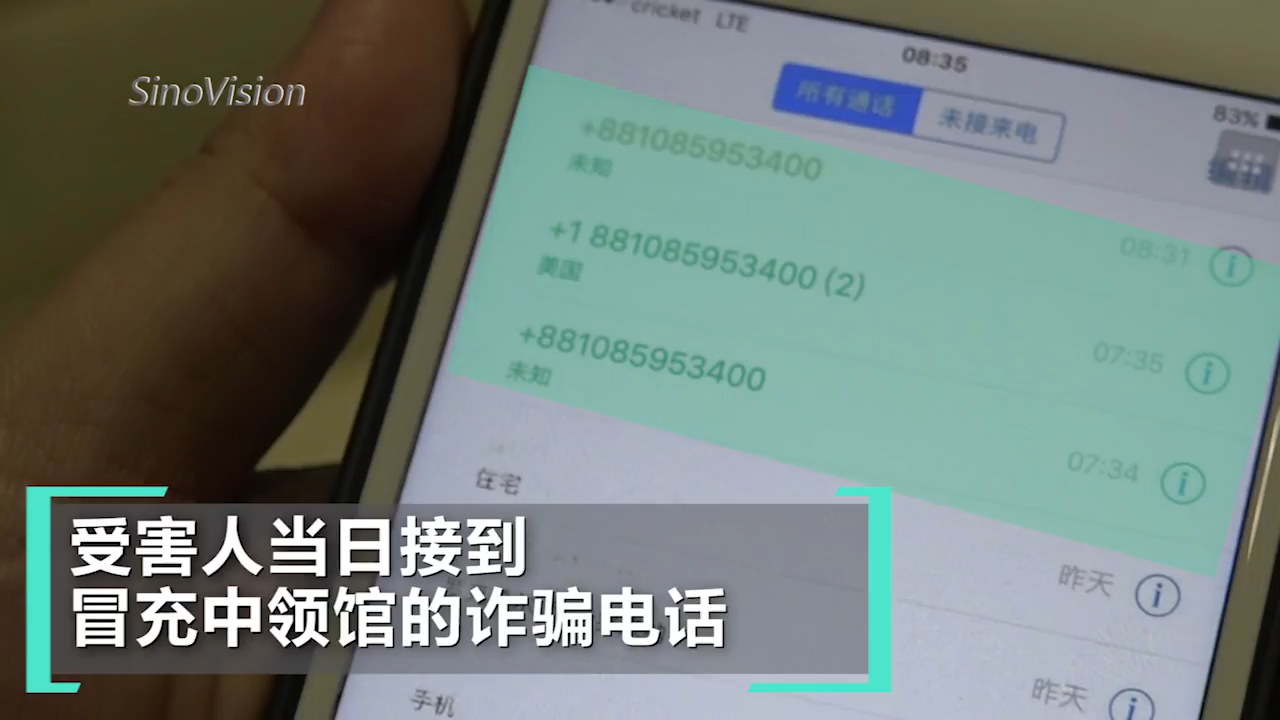 cricket LTE
08:35
83%
SinoVision
所有通话 未接来电
+881085953400
未知
08:31
+1 881085953400 (2)
美国
07:35
+881085953400
未知
07:34
住宅
昨天
受害人当日接到
冒充中领馆的诈骗电话
昨天
手机